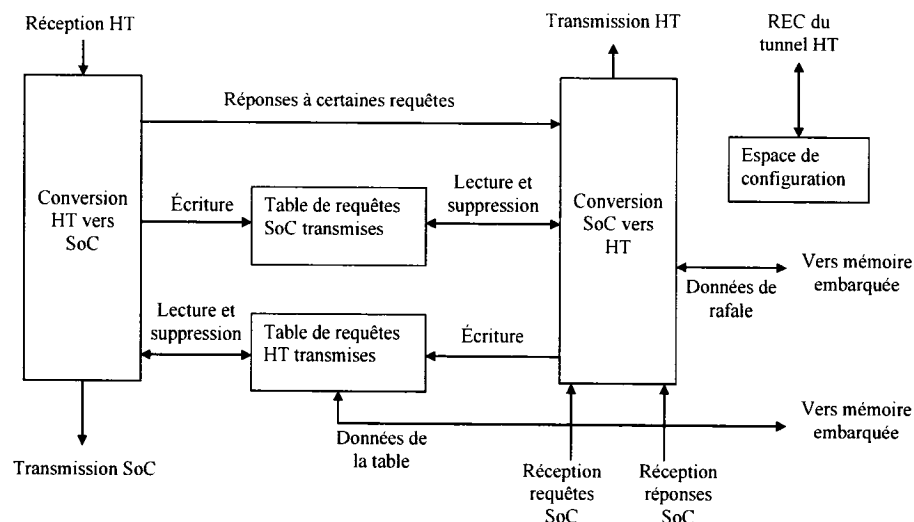 Réception HT
Transmission HT
REC du
tunnel HT
Réponses à certaines requêtes
Espace de
configuration
Conversion
HT vers
SoC
Écriture
Table de requêtes
SoC transmises
Lecture et
suppression
Conversion
SoC vers
HT
Vers mémoire
embarquée
Données de
rafale
Lecture et
suppression
Table de requêtes
HT transmises
Écriture
Vers mémoire
embarquée
Données de
la table
Transmission SoC
Réception
requêtes
SoC
Réception
réponses
SoC